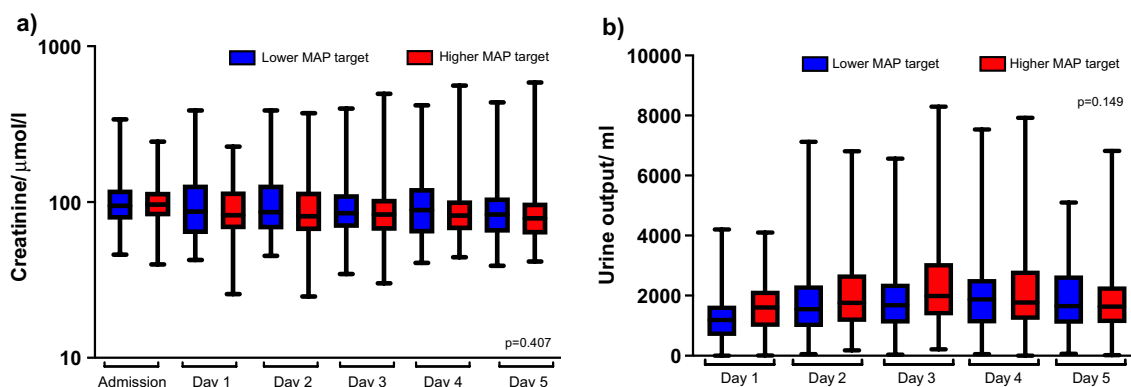 a)
Creatinine/ μmol/l
1000
100
10
Lower MAP target
Higher MAP target
p=0.407
Admission Day 1 Day 2 Day 3 Day 4 Day 5
b)
Urine output/ ml
10000
8000
6000
4000
2000
0
Lower MAP target
Higher MAP target
p=0.149
Day 1 Day 2 Day 3 Day 4 Day 5